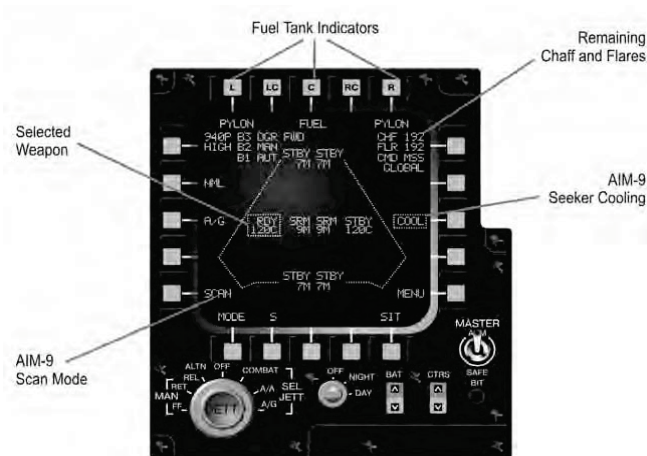 Fuel Tank Indicators
Remaining
Chaff and Flares
Selected
Weapon
AIM-9
Seeker Cooling
AIM-9
Scan Mode
L LC C RC R
PYLON FUEL PYLON
940P B3 DGR FWD CHF 192
HIGH B2 MAN FLR 192
B1 AUT STBY STBY CMD MSS
7M 7M GLOBAL
NML
A/G RDY SRM SRM STBY COOL
120C 9M 9M 120C
STBY STBY
7M 7M
SCAN MENU
MODE S SIT
MASTER
ARM
SAFE
BIT
OFF NIGHT DAY
BAT CTRS
ALTN OFF COMBAT
REL A/A SEL
MAN RET JETT
FF A/G
JETT